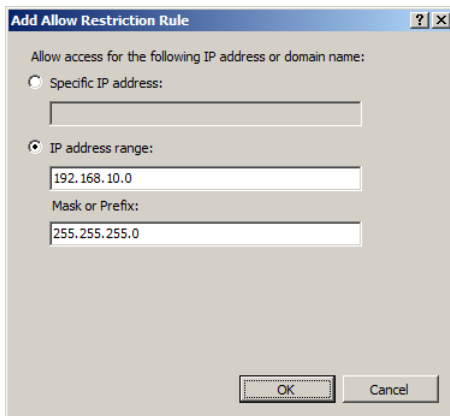 Add Allow Restriction Rule
Allow access for the following IP address or domain name:
Specific IP address:
IP address range:
192.168.10.0
Mask or Prefix:
255.255.255.0
OK Cancel